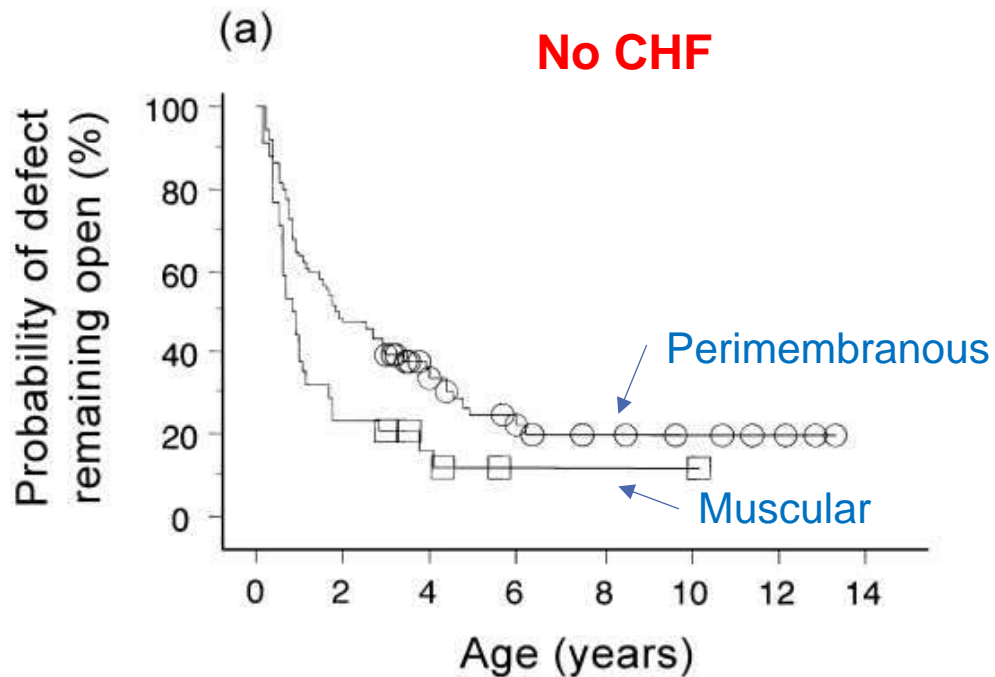 (a)
No CHF
Probability of defect
remaining open (%)
100
80
60
40
20
0
Perimembranous
Muscular
0 2 4 6 8 10 12 14
Age (years)